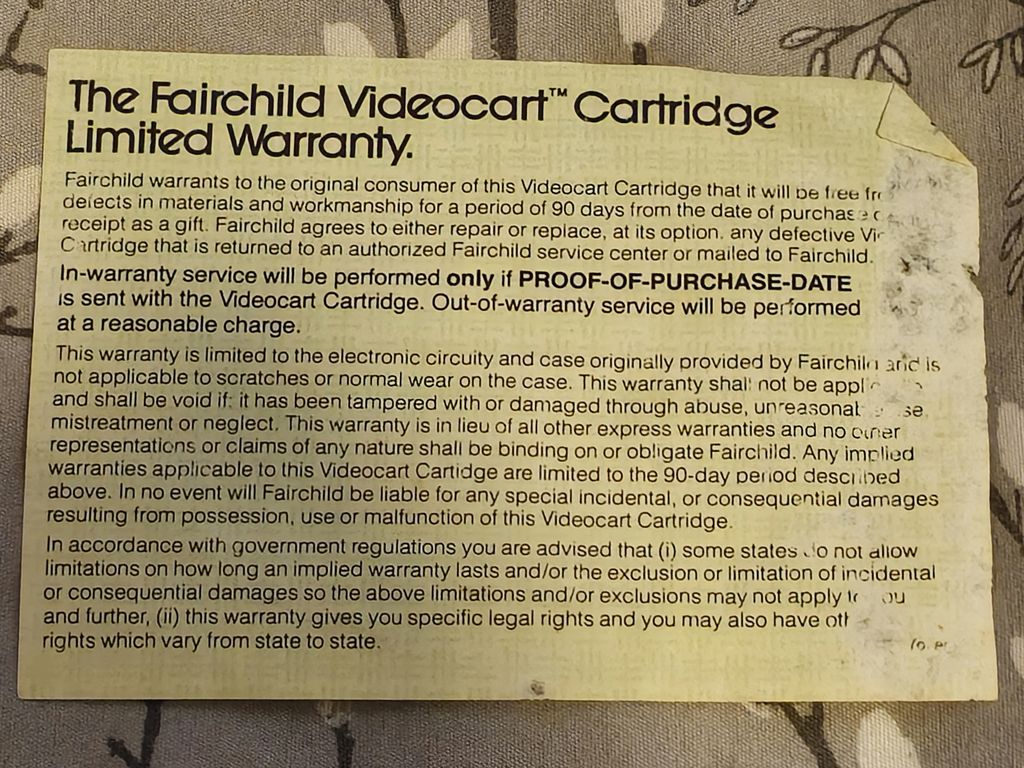 The Fairchild Videocart™ Cartridge
Limited Warranty.
Fairchild warrants to the original consumer of this Videocart Cartridge that it will be free
defects in materials and workmanship for a period of 90 days from the date of purchase
receipt as a gift. Fairchild agrees to either repair or replace, at its option, any defective
Cartridge that is returned to an authorized Fairchild service center or mailed to Fairchild.
In-warranty service will be performed only if PROOF-OF-PURCHASE-DATE
is sent with the Videocart Cartridge. Out-of-warranty service will be performed
at a reasonable charge.
This warranty is limited to the electronic circuity and case originally provided by Fairchild and is
not applicable to scratches or normal wear on the case. This warranty shall not be
and shall be void if: it has been tampered with or damaged through abuse,
mistreatment or neglect. This warranty is in lieu of all other express warranties and no other
representations or claims of any nature shall be binding on or obligate Fairchild. Any implied
warranties applicable to this Videocart Cartidge are limited to the 90-day period described
above. In no event will Fairchild be liable for any special incidental, or consequential damages
resulting from possession, use or malfunction of this Videocart Cartridge.
In accordance with government regulations you are advised that (i) some states do not allow
limitations on how long an implied warranty lasts and/or the exclusion or limitation of incidental
or consequential damages so the above limitations and/or exclusions may not apply to you
and further, (ii) this warranty gives you specific legal rights and you may also have
rights which vary from state to state.